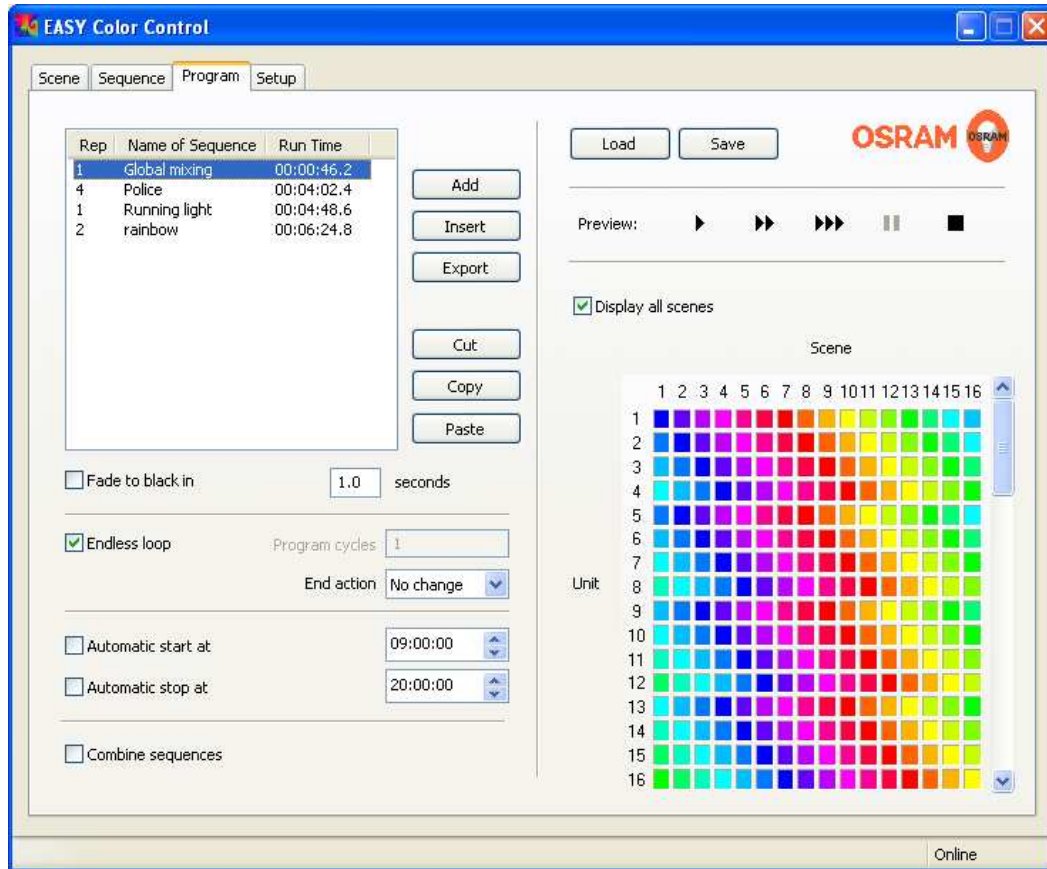 EASY Color Control
Scene Sequence Program Setup
Rep Name of Sequence Run Time
1 Global mixing 00:00:46.2
4 Police 00:04:02.4
1 Running light 00:04:48.6
2 rainbow 00:06:24.8
Add
Insert
Export
Cut
Copy
Paste
Fade to black in 1.0 seconds
Endless loop Program cycles 1
End action No change
Automatic start at 09:00:00
Automatic stop at 20:00:00
Combine sequences
Load Save
OSRAM OSRAM
Preview:
Display all scenes
Scene
1 2 3 4 5 6 7 8 9 10 11 12 13 14 15 16
1
2
3
4
5
6
7
Unit 8
9
10
11
12
13
14
15
16
Online